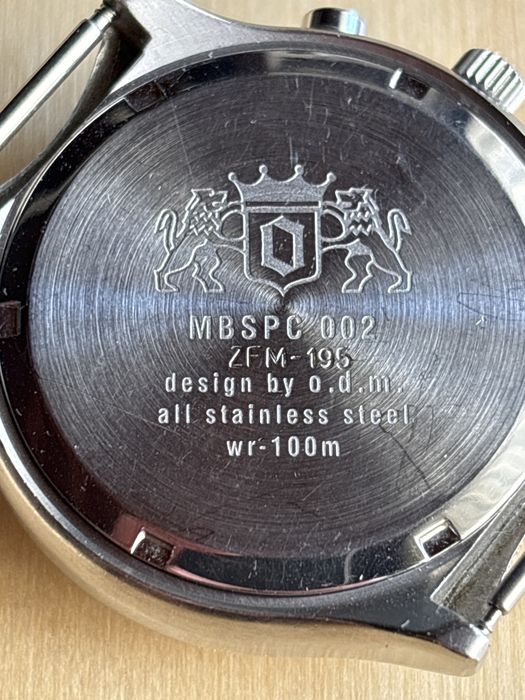 O
MBSPC 002
ZFM-195
design by o.d.m.
all stainless steel
wr-100m